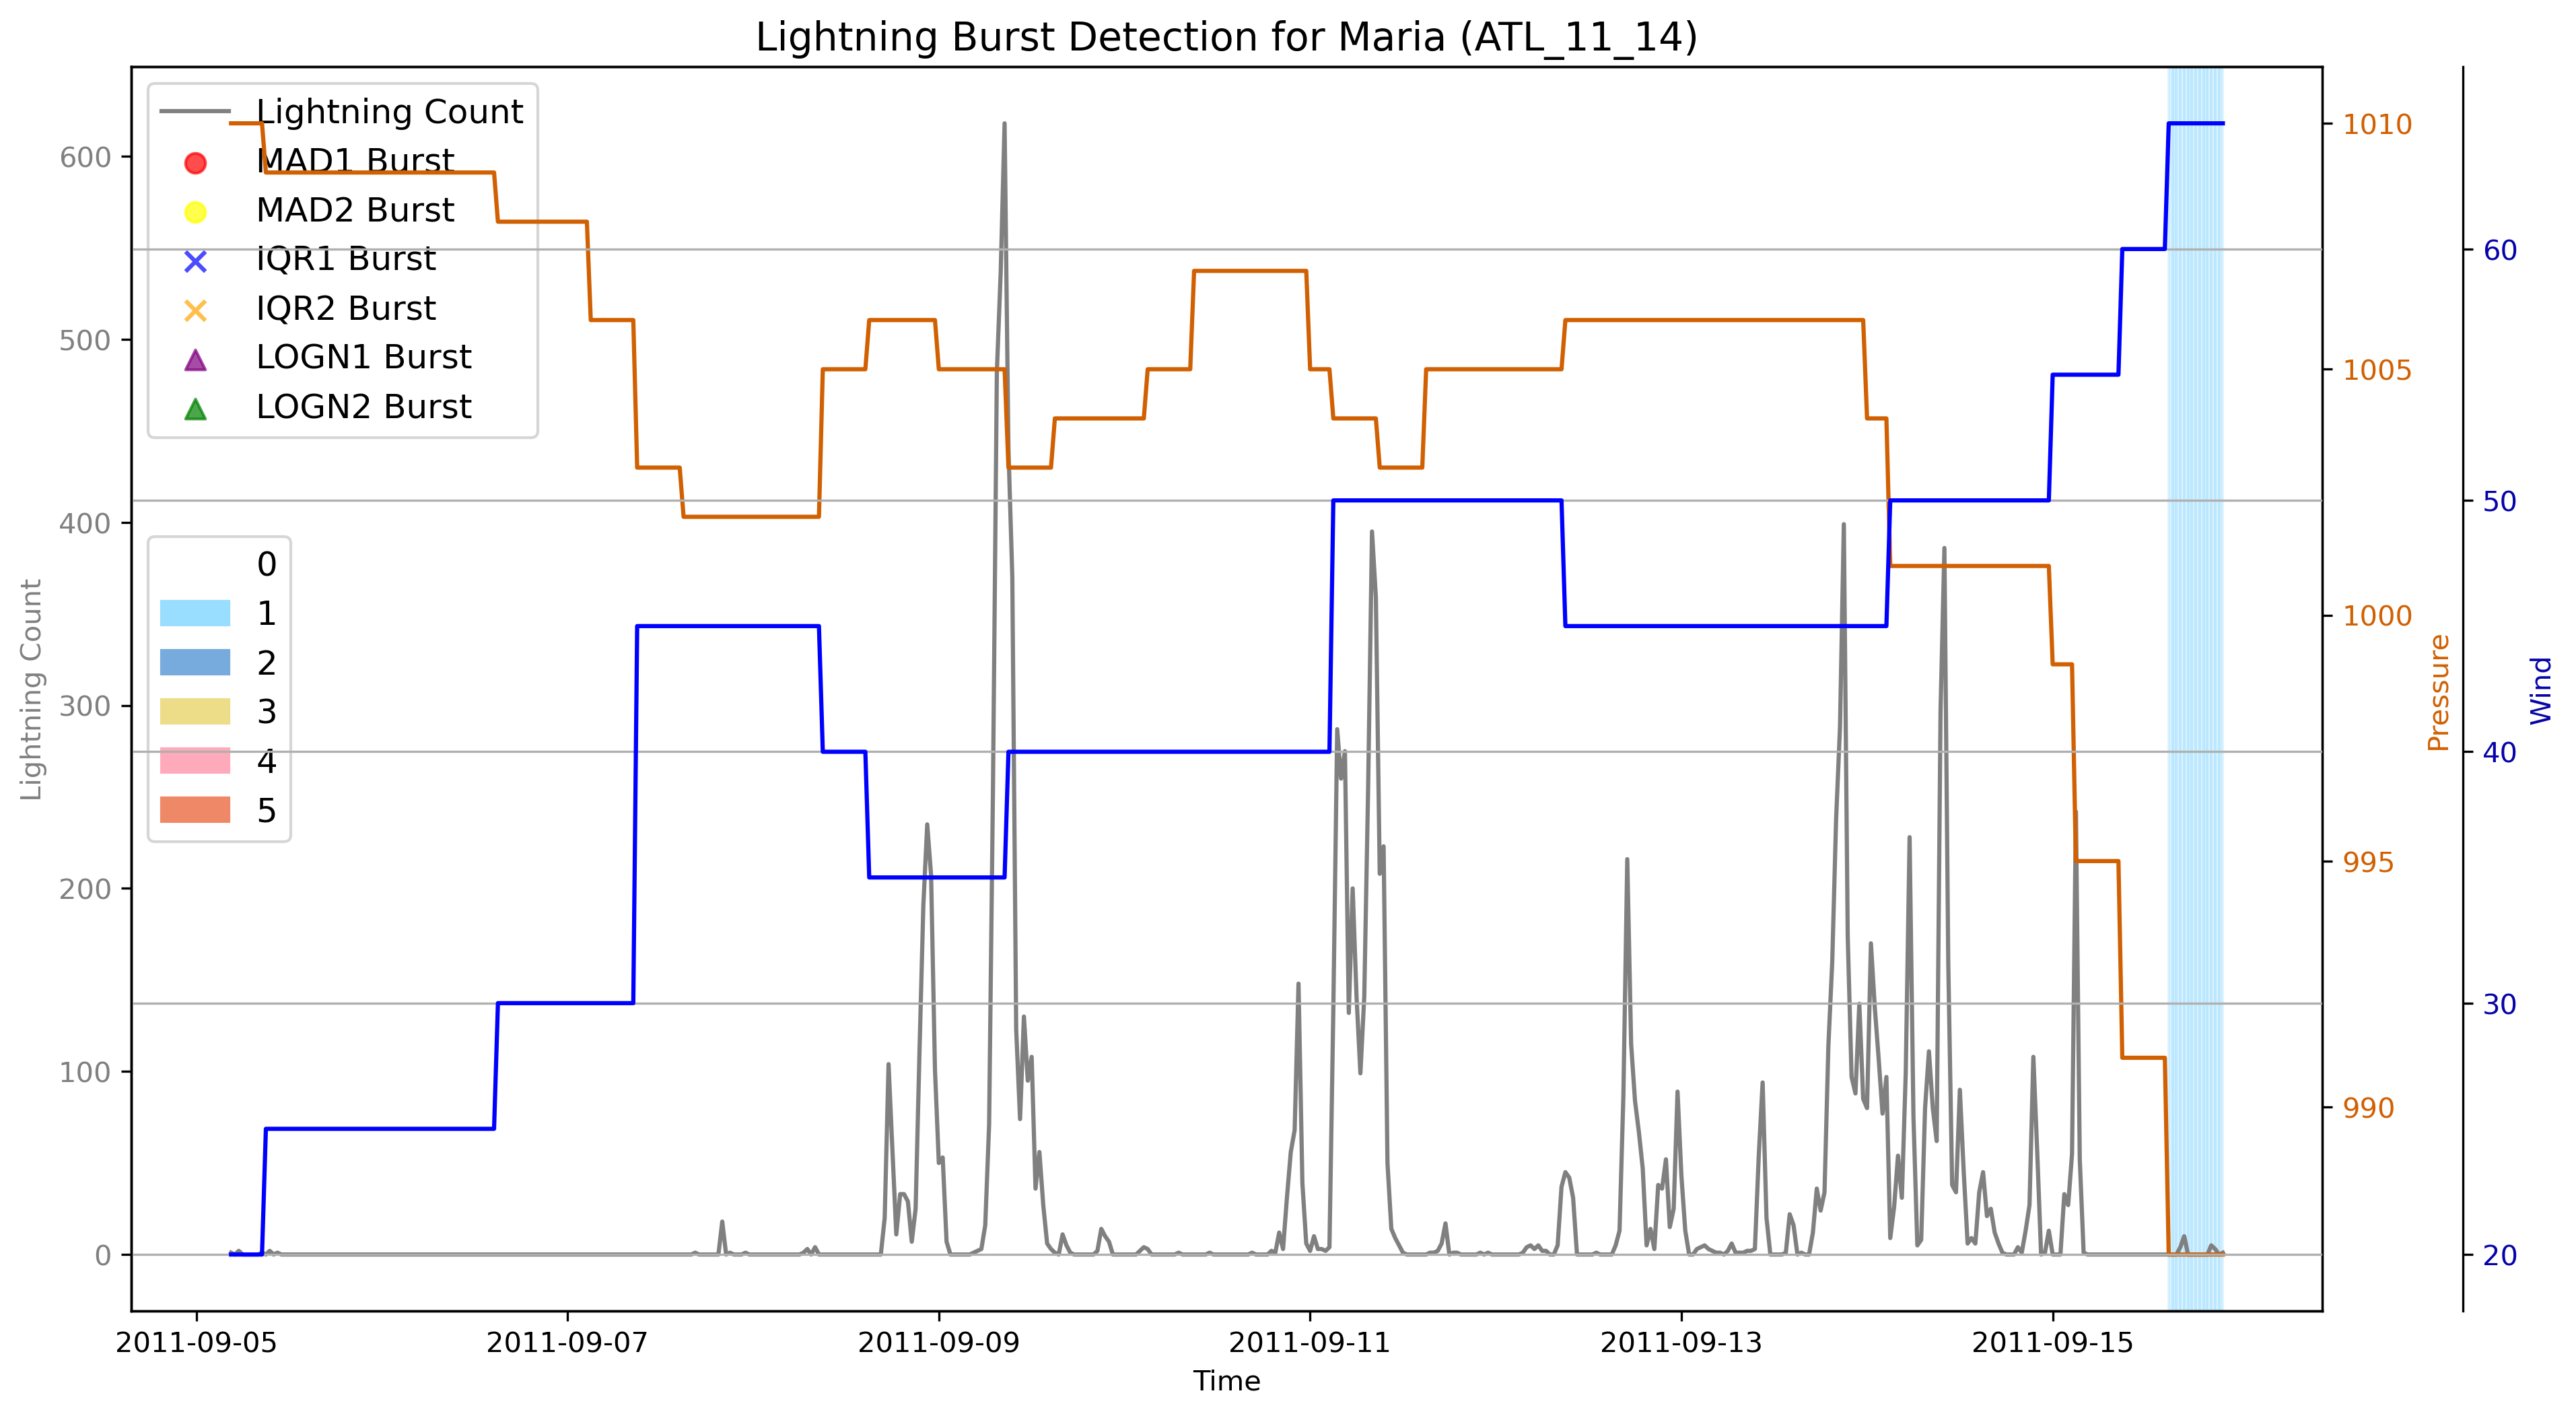 Lightning Burst Detection for Maria (ATL_11_14)
Lightning Count
MAD1 Burst
MAD2 Burst
IQR1 Burst
IQR2 Burst
LOGN1 Burst
LOGN2 Burst
0
1
2
3
4
5
Lightning Count
600
500
400
300
200
100
0
1010
1005
1000
995
990
Pressure
60
50
40
30
20
Wind
2011-09-05
2011-09-07
2011-09-09
2011-09-11
2011-09-13
2011-09-15
Time